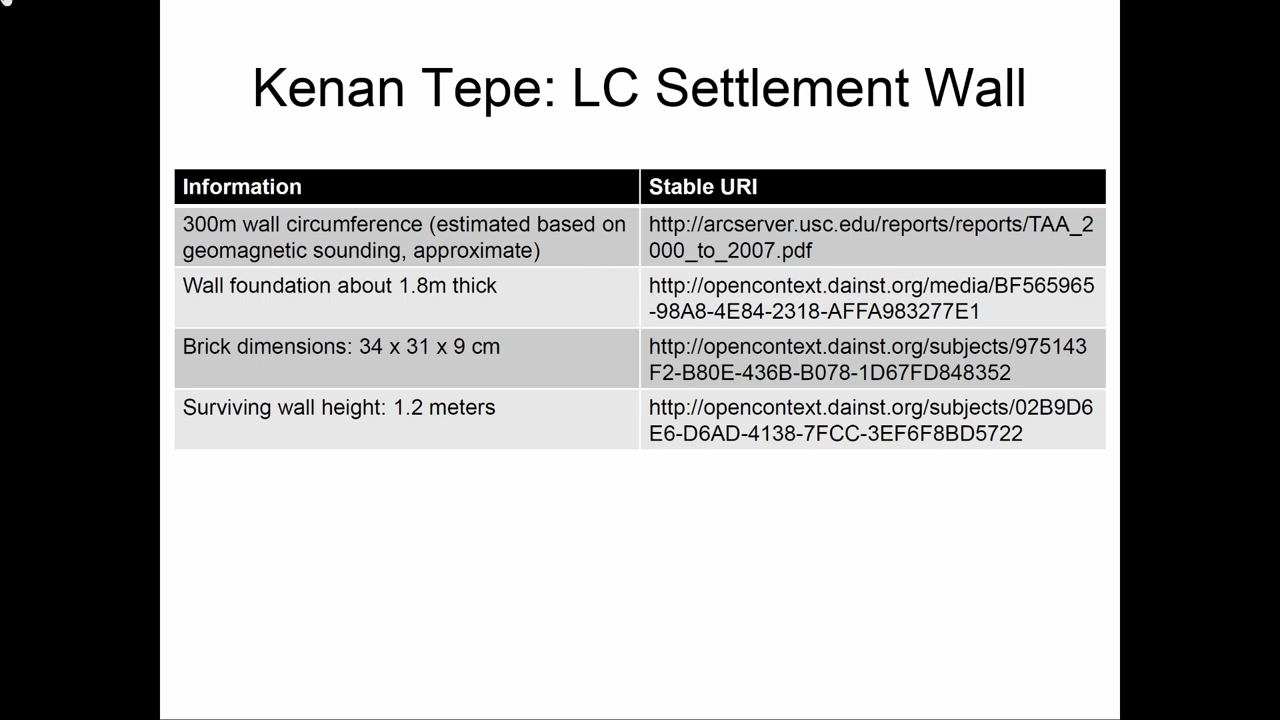 Kenan Tepe: LC Settlement Wall
Information
Stable URI
300m wall circumference (estimated based on
geomagnetic sounding, approximate)
http://arcserver.usc.edu/reports/reports/TAA_2
000_to_2007.pdf
Wall foundation about 1.8m thick
http://opencontext.dainst.org/media/BF565965
-98A8-4E84-2318-AFFA983277E1
Brick dimensions: 34 x 31 x 9 cm
http://opencontext.dainst.org/subjects/975143
F2-B80E-436B-B078-1D67FD848352
Surviving wall height: 1.2 meters
http://opencontext.dainst.org/subjects/02B9D6
E6-D6AD-4138-7FCC-3EF6F8BD5722